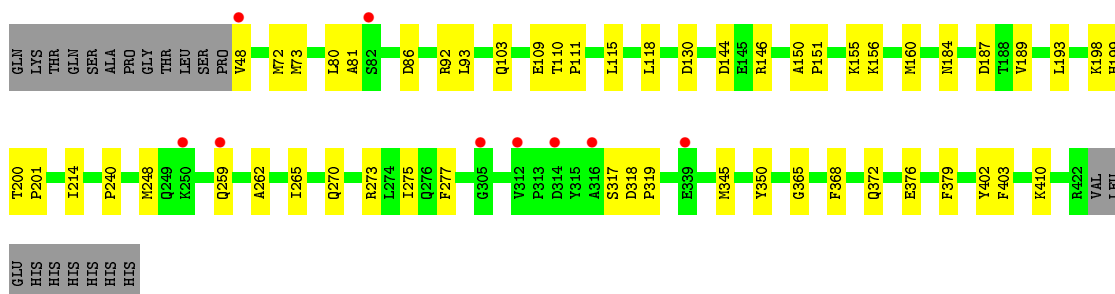 GLN LYS THR GLN SER ALA PRO GLY THR LEU SER PRO V48 M72 M73 L80 A81 S82 D86 R92 L93 Q103 E109 T110 P111 L115 L118 D130 D144 E145 R146 A150 P151 K155 K156 M160 N184 D187 T188 V189 L193 K198 H199
T200 P201 I214 P240 M248 Q249 K250 Q259 A262 I265 Q270 R273 L274 I275 Q276 F277 G305 V312 P313 D314 Y315 A316 S317 D318 P319 E339 M345 Y350 G365 F368 Q372 E376 F379 Y402 F403 K410 R422 VAL LEU
GLU HIS HIS HIS HIS HIS HIS